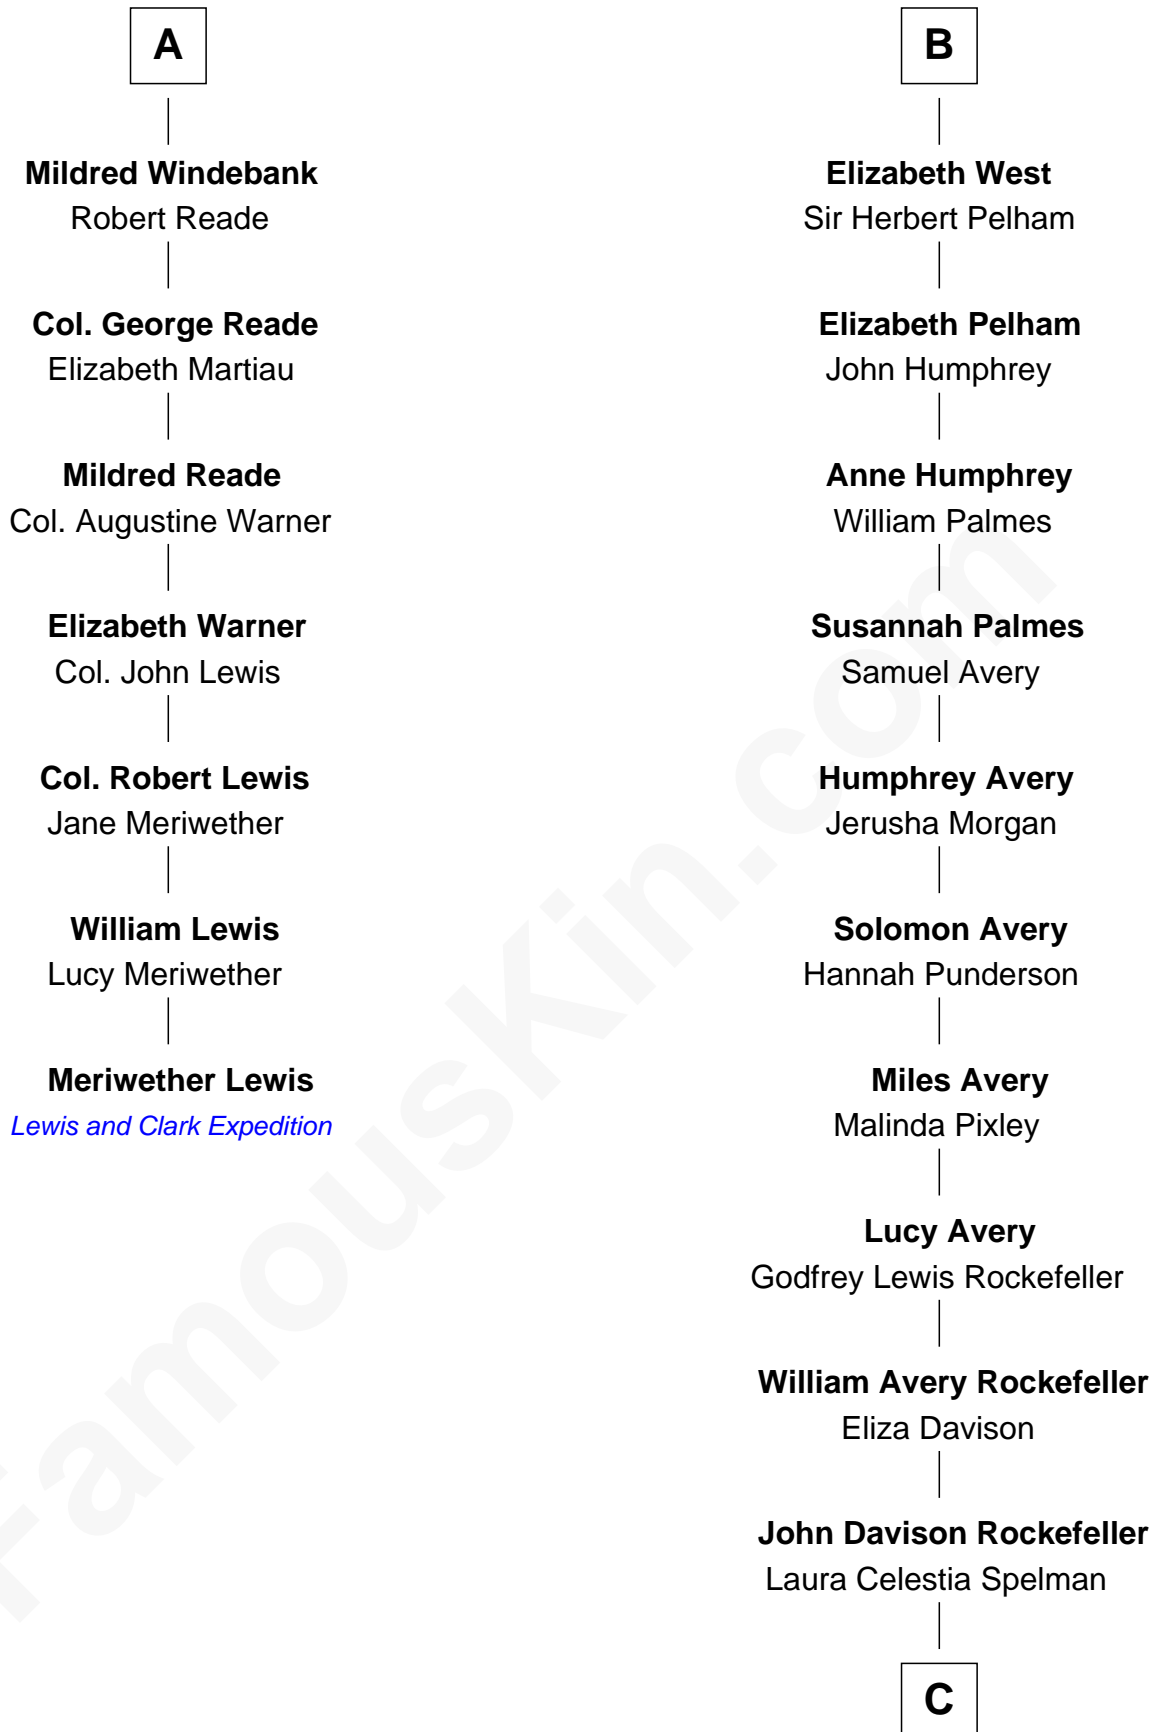 A
Mildred Windebank
Robert Reade
Col. George Reade
Elizabeth Martiau
Mildred Reade
Col. Augustine Warner
Elizabeth Warner
Col. John Lewis
Col. Robert Lewis
Jane Meriwether
William Lewis
Lucy Meriwether
Meriwether Lewis
Lewis and Clark Expedition
B
Elizabeth West
Sir Herbert Pelham
Elizabeth Pelham
John Humphrey
Anne Humphrey
William Palmes
Susannah Palmes
Samuel Avery
Humphrey Avery
Jerusha Morgan
Solomon Avery
Hannah Punderson
Miles Avery
Malinda Pixley
Lucy Avery
Godfrey Lewis Rockefeller
William Avery Rockefeller
Eliza Davison
John Davison Rockefeller
Laura Celestia Spelman
C
FamousKin.com